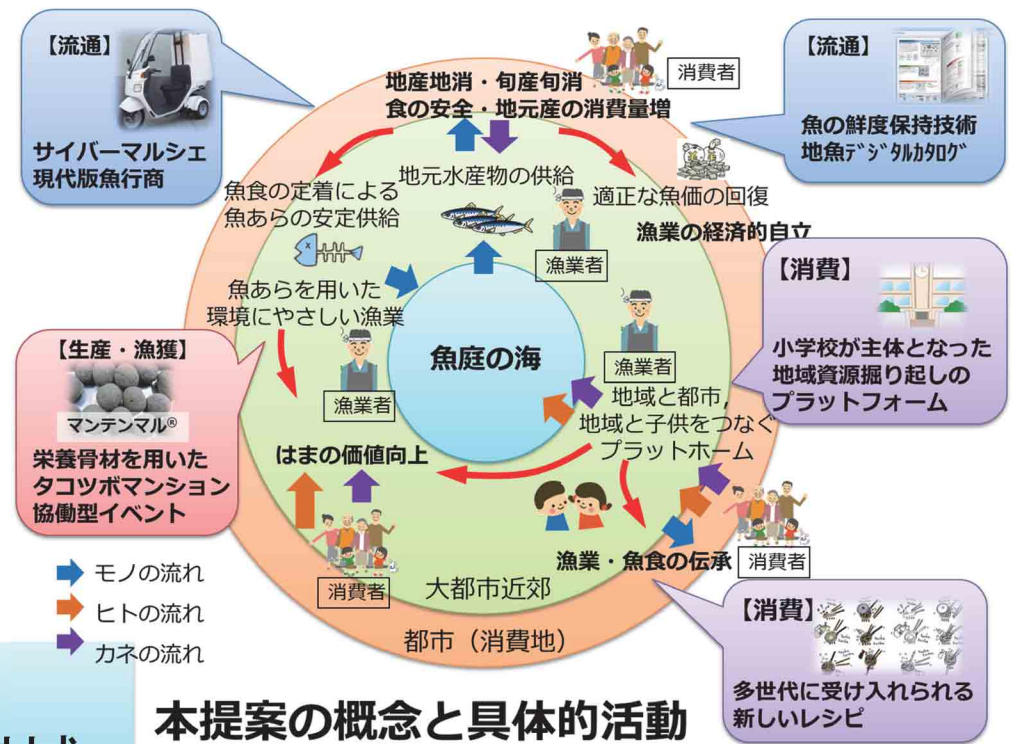 【流通】
サイバーマルシェ
現代版魚行商
地産地消・旬産旬消
食の安全・地元産の消費量増
消費者
【流通】
魚の鮮度保持技術
地魚ﾃﾞｼﾞﾀﾙｶﾀﾛｸﾞ
魚食の定着による
魚あらの安定供給
地元水産物の供給
適正な魚価の回復
漁業の経済的自立
漁業者
魚あらを用いた
環境にやさしい漁業
魚庭の海
漁業者
漁業者
【消費】
小学校が主体となった
地域資源掘り起しの
プラットフォーム
【生産・漁獲】
マンテンマル®
栄養骨材を用いた
タコツボマンション
協働型イベント
地域と都市，
地域と子供をつなぐ
プラットホーム
はまの価値向上
漁業・魚食の伝承
消費者
消費者
大都市近郊
都市（消費地）
モノの流れ
ヒトの流れ
カネの流れ
【消費】
多世代に受け入れられる
新しいレシピ
本提案の概念と具体的活動